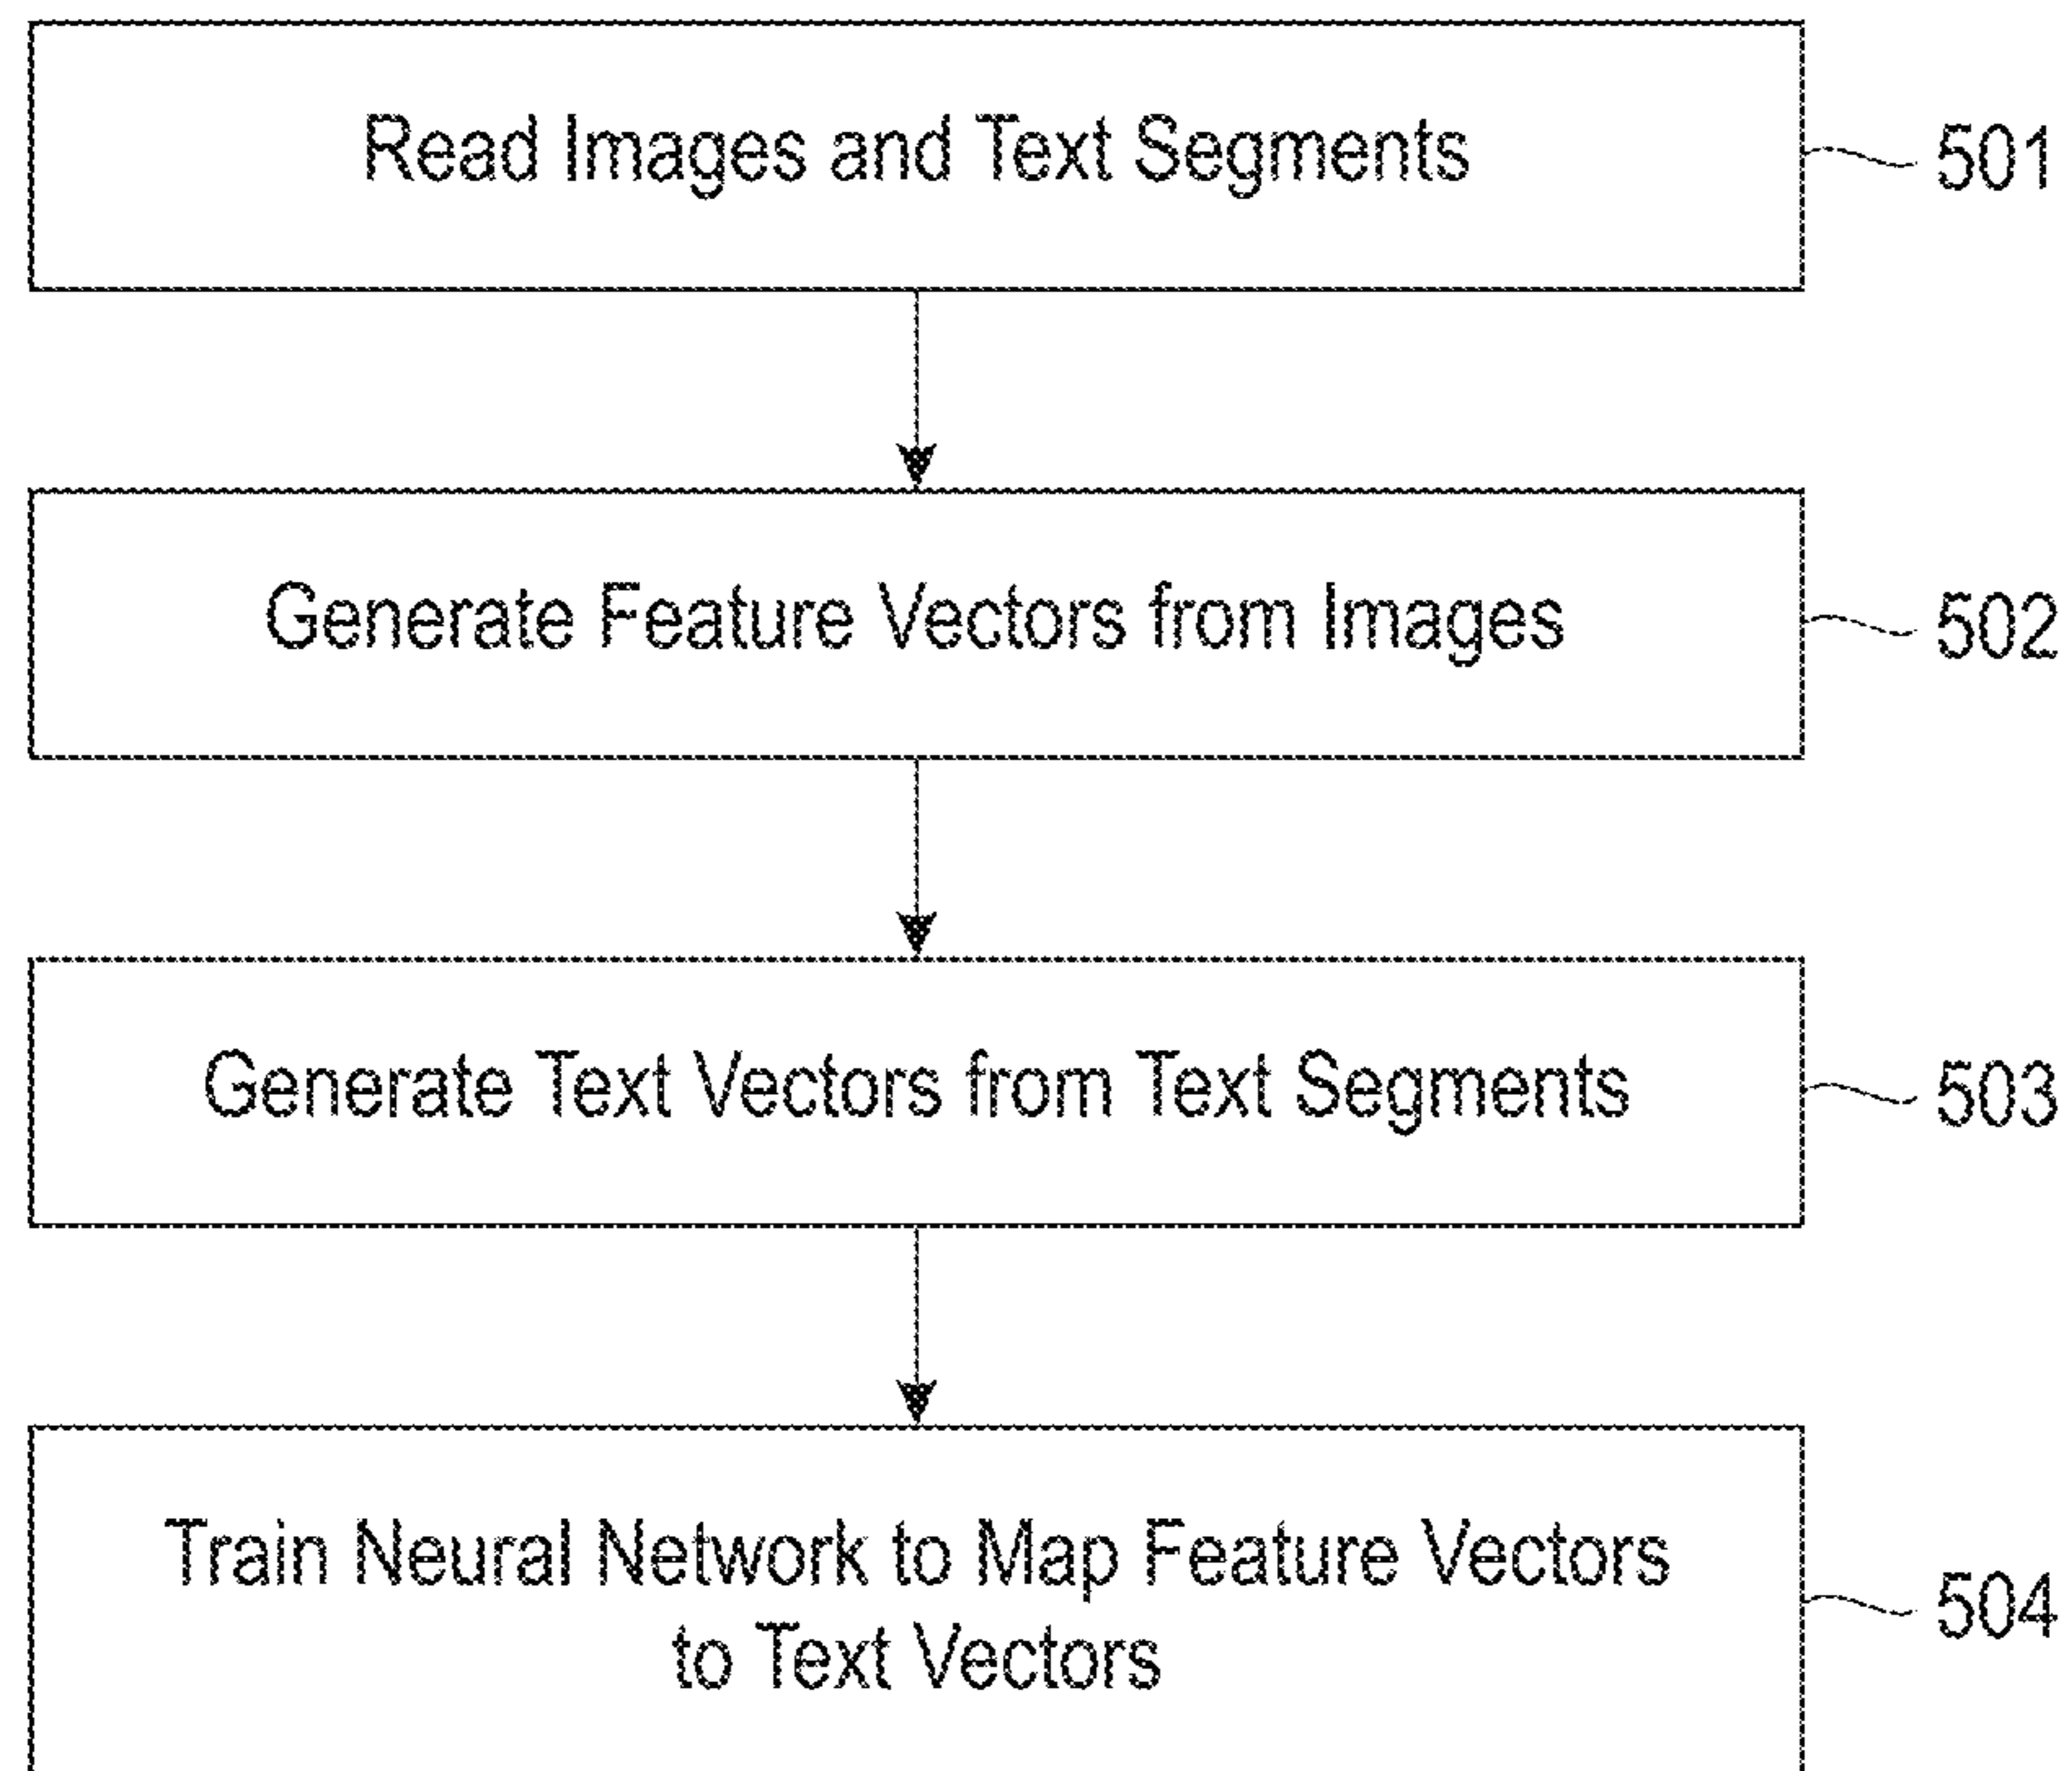 Read Images and Text Segments
501
Generate Feature Vectors from Images
502
Generate Text Vectors from Text Segments
503
Train Neural Network to Map Feature Vectors
to Text Vectors
504